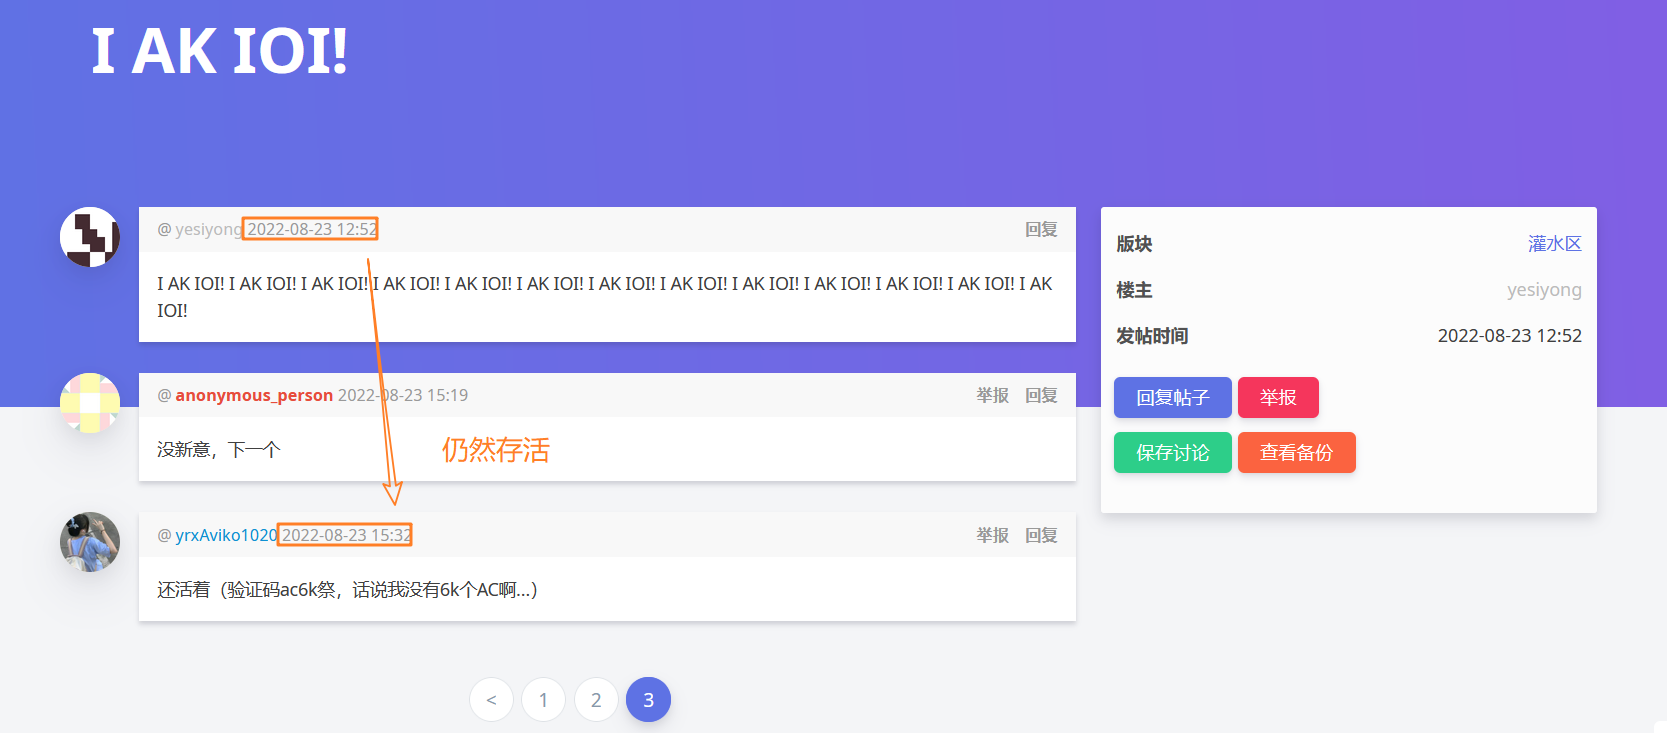 I AK IOI!
@ yesiyong 2022-08-23 12:52 回复
I AK IOI! I AK IOI! I AK IOI! I AK IOI! I AK IOI! I AK IOI! I AK IOI! I AK IOI! I AK IOI! I AK IOI! I AK IOI! I AK IOI! I AK
IOI!
@ anonymous_person 2022-08-23 15:19 举报 回复
没新意，下一个
仍然存活
@ yrxAviko1020 2022-08-23 15:32 举报 回复
还活着（验证码ac6k祭，话说我没有6k个AC啊...）
< 1 2 3
版块 灌水区
楼主 yesiyong
发帖时间 2022-08-23 12:52
回复帖子 举报
保存讨论 查看备份